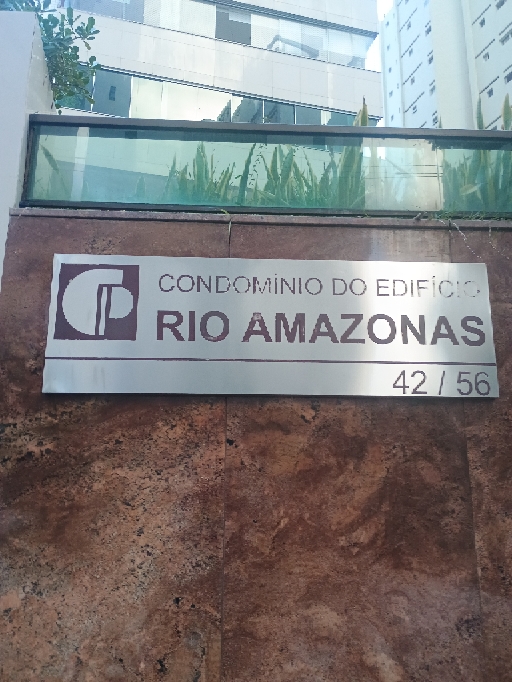 CONDOMÍNIO DO EDIFÍCIO
RIO AMAZONAS
42 / 56